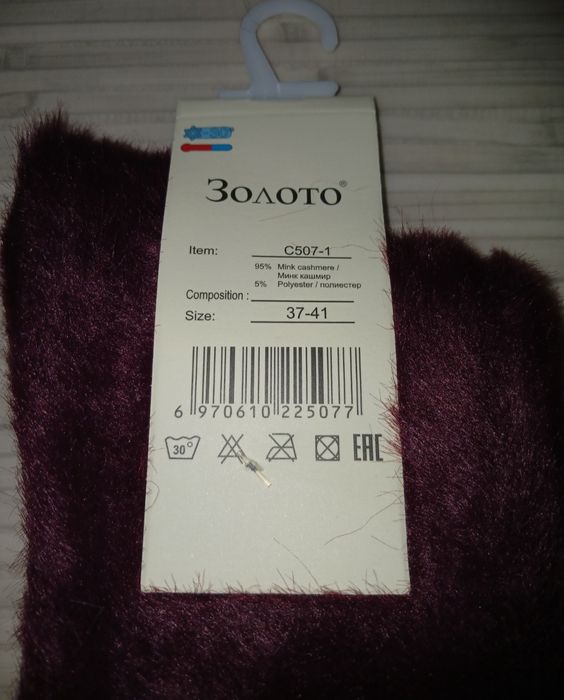 Золото®
Item: C507-1
95% Mink cashmere /
Минк кашмир
5% Polyester / полиестер
Composition :
Size: 37-41
6 970610 225077
30°
EAC